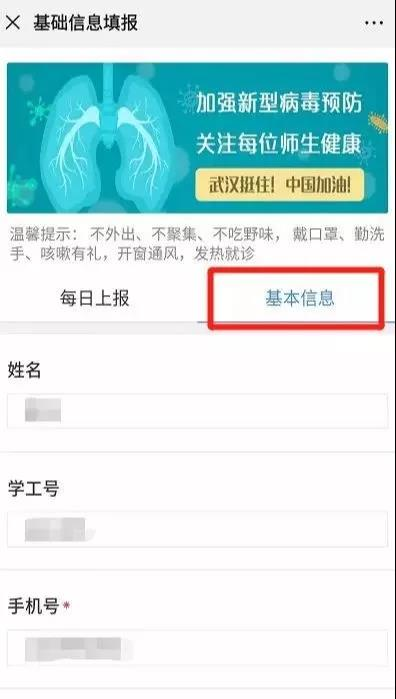 基础信息填报
加强新型病毒预防
关注每位师生健康
武汉挺住！中国加油！
温馨提示： 不外出、不聚集、不吃野味， 戴口罩、勤洗
手、咳嗽有礼，开窗通风，发热就诊
每日上报 基本信息
姓名
学工号
手机号*